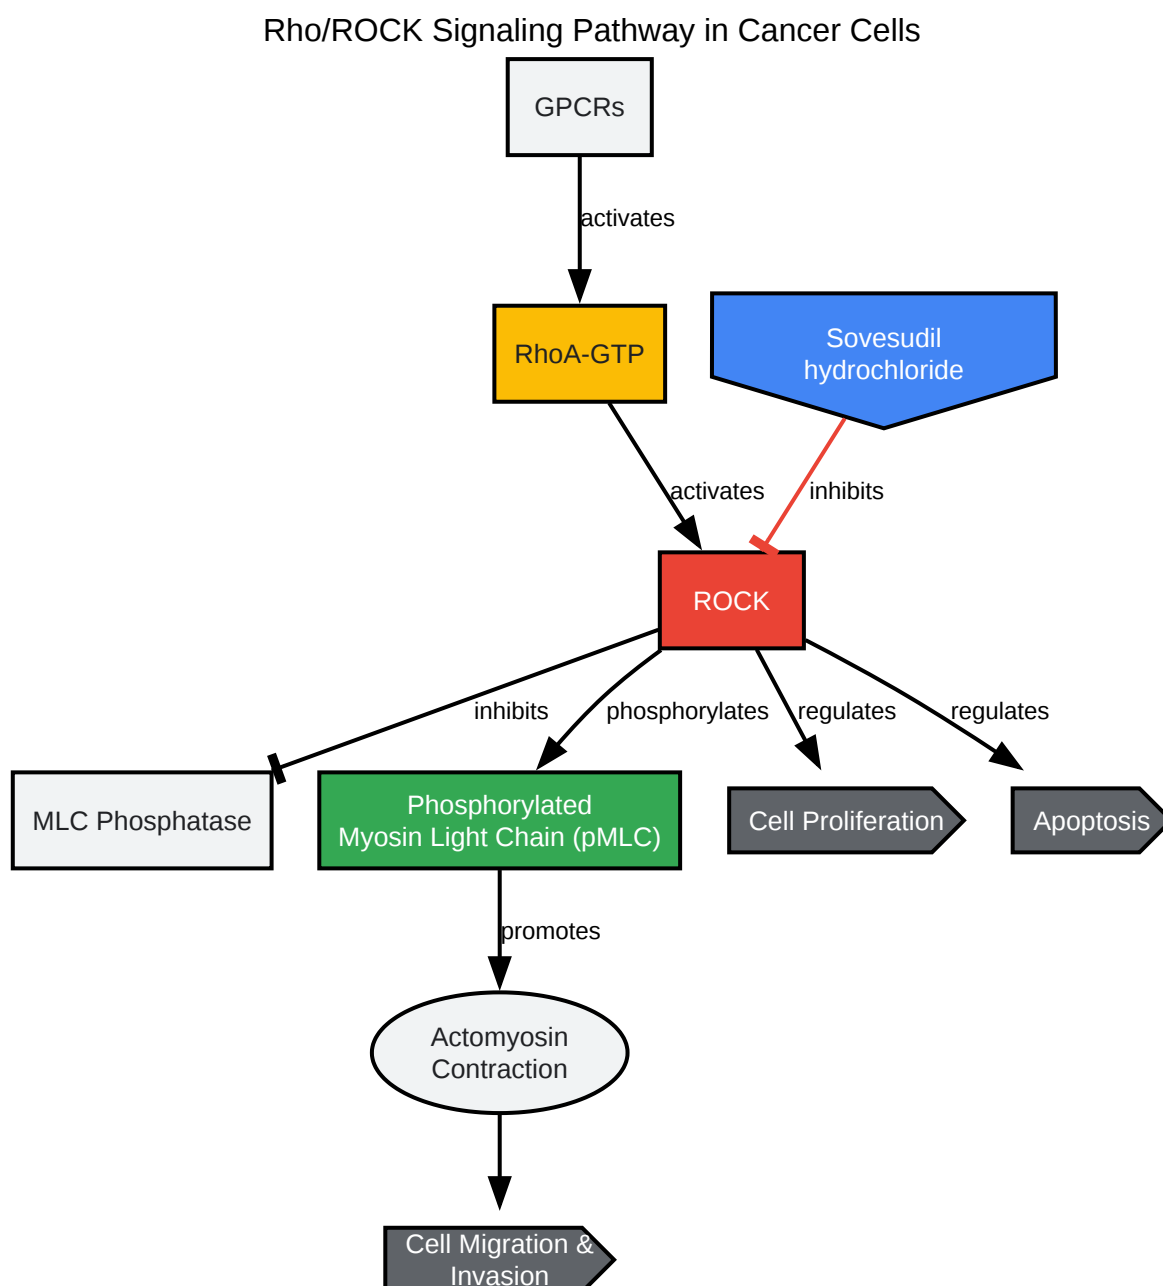 Rho/ROCK Signaling Pathway in Cancer Cells
GPCRs
activates
RhoA-GTP
Sovesudil
hydrochloride
activates
inhibits
ROCK
inhibits
phosphorylates
regulates
regulates
MLC Phosphatase
Phosphorylated
Myosin Light Chain (pMLC)
Cell Proliferation
Apoptosis
promotes
Actomyosin
Contraction
Cell Migration &
Invasion